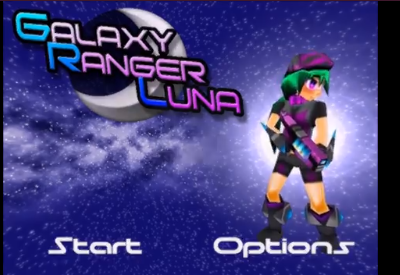 Galaxy
Ranger
Luna
Start
Options